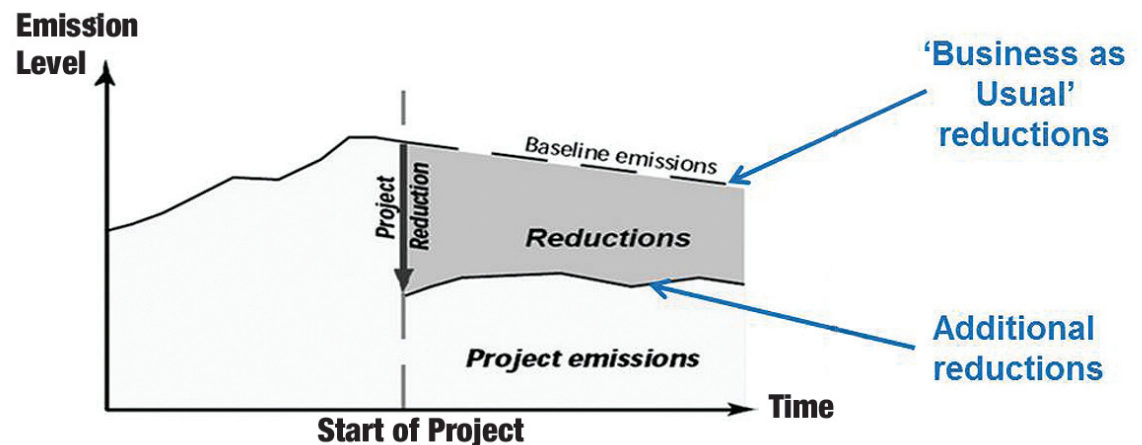 Emission
Level
'Business as
Usual'
reductions
Baseline emissions
Project
Reduction
Reductions
Additional
reductions
Project emissions
Time
Start of Project